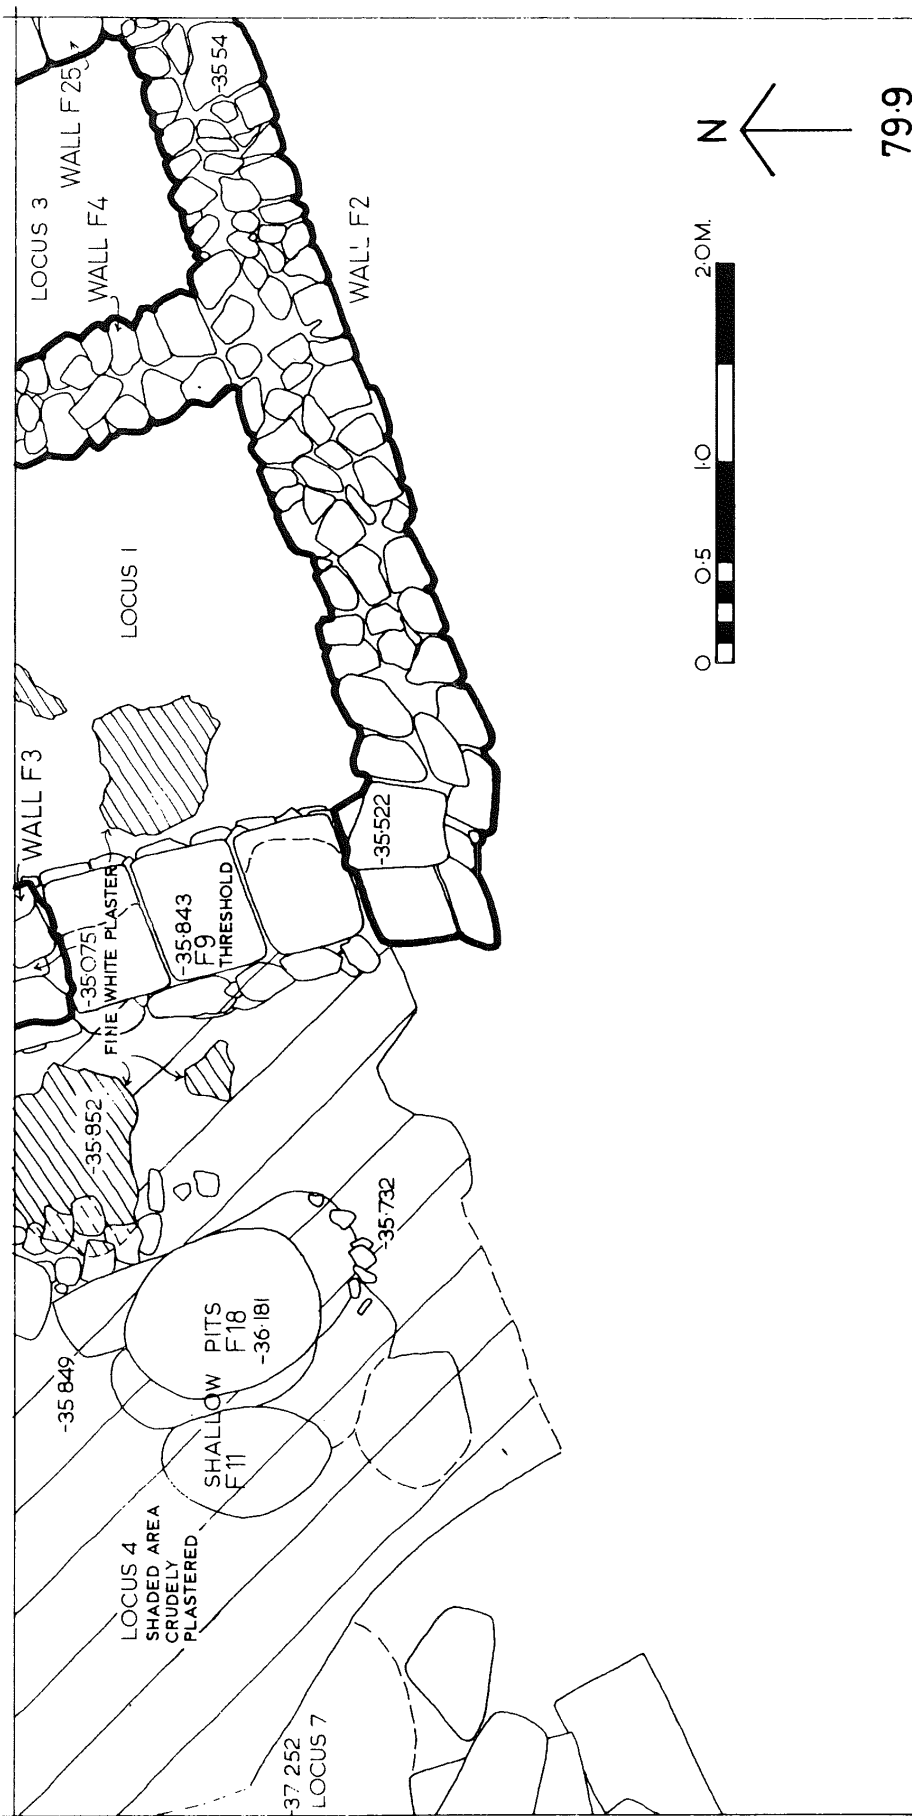 -37 252
LOCUS 7
LOCUS 4
SHADED AREA
CRUDELY
PLASTERED
-35 849
SHALLOW PITS
F11
F18
-36·181
-35·732
-35·852
FINE WHITE PLASTER
-35·0751
-35·843
F9
THRESHOLD
WALL F3
-35·522
LOCUS 1
LOCUS 3
WALL F4
WALL F25
-35 54
WALL F2
0
0·5
1·0
2·0M.
N
79·9